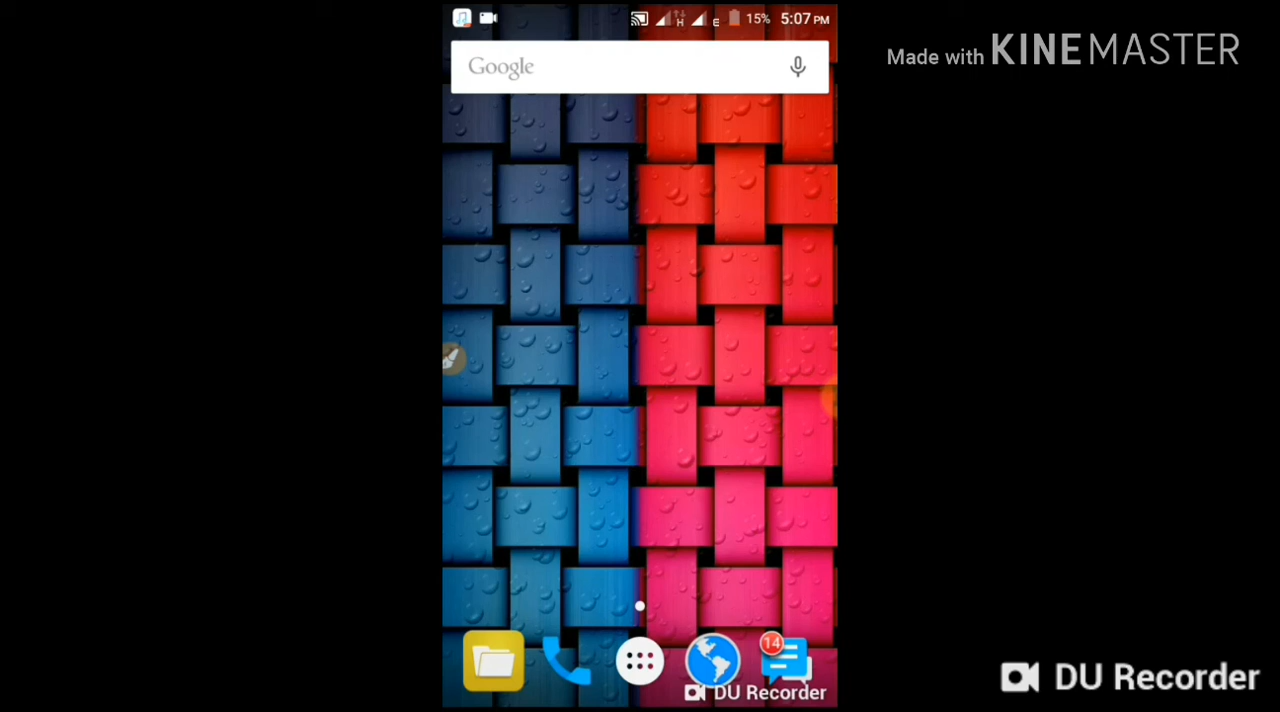 H E 15% 5:07 PM
Made with KINEMASTER
Google
14
DU Recorder
DU Recorder